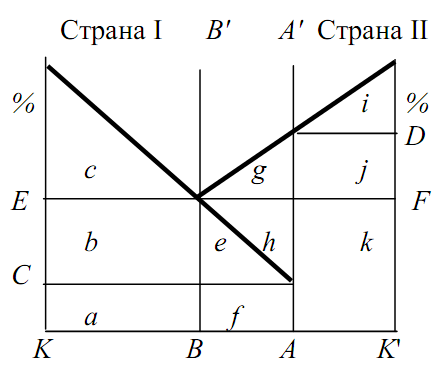 Страна I B' A' Страна II
% i %
D
c g j
E F
b e h k
C
a f
K B A K'